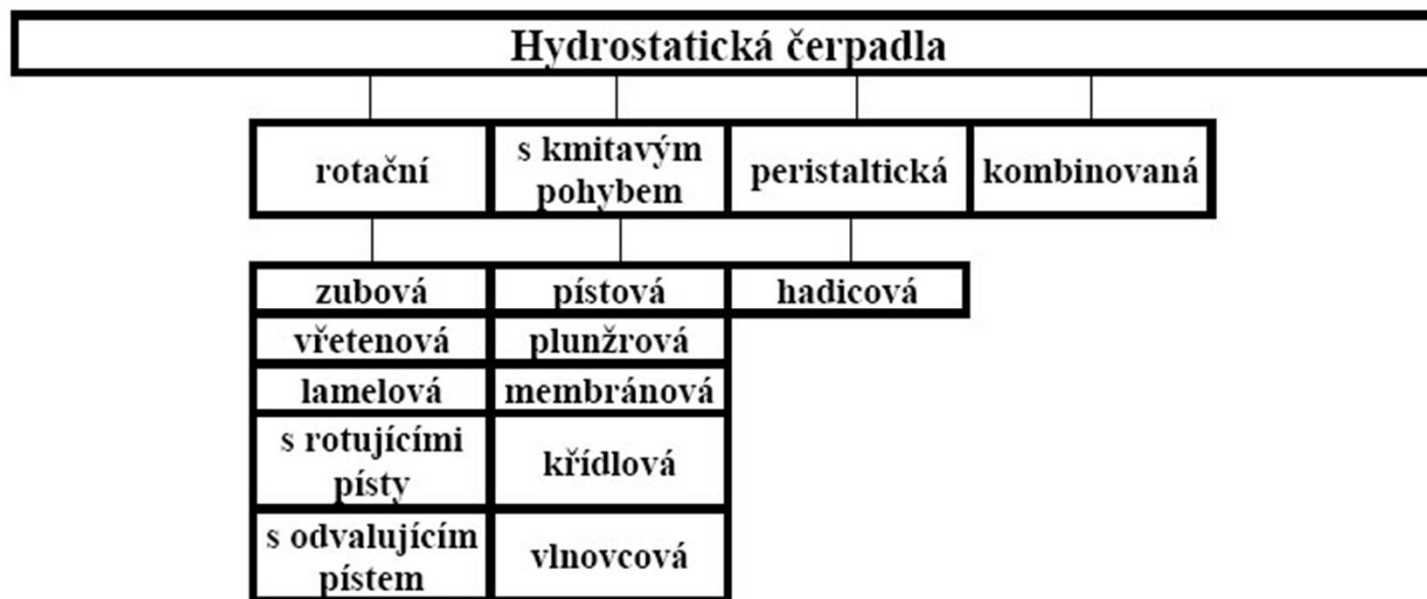 Hydrostatická čerpadla
rotační
s kmitavým
pohybem
peristaltická
kombinovaná
zubová
pístová
hadicová
vřetenová
plunžrová
lamelová
membránová
s rotujícími
písty
křídlová
s odvalujícím
pístem
vlnovcová